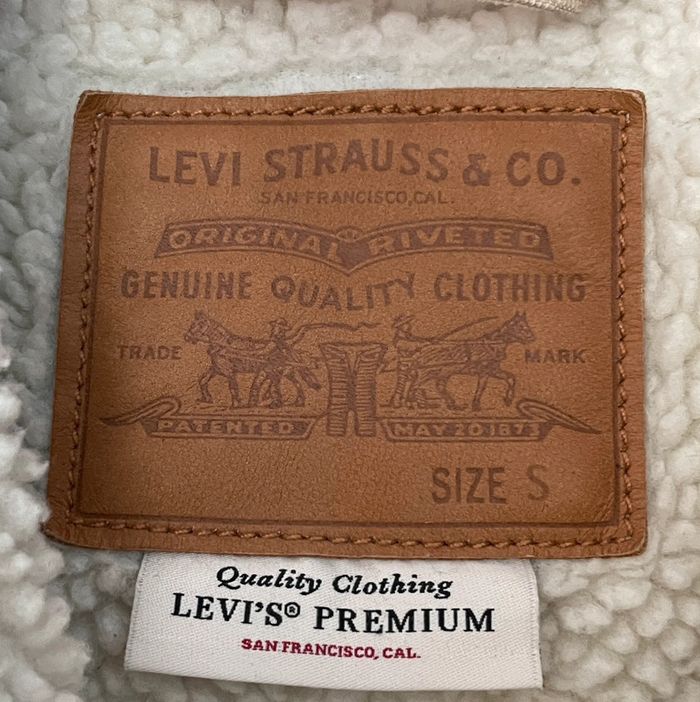 LEVI STRAUSS & CO.
SAN FRANCISCO, CAL.
ORIGINAL RIVETED
GENUINE QUALITY CLOTHING
TRADE MARK
PATENTED MAY 20 1873
SIZE S
Quality Clothing
LEVI'S® PREMIUM
SAN FRANCISCO, CAL.